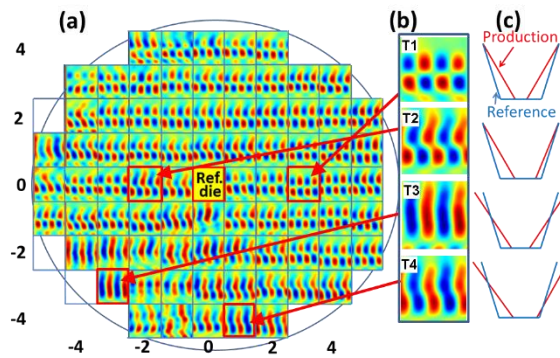 (a)
(b)
(c)
4
2
0
-2
-4
-4
-2
0
2
4
Ref.
die
T1
T2
T3
T4
Production
Reference